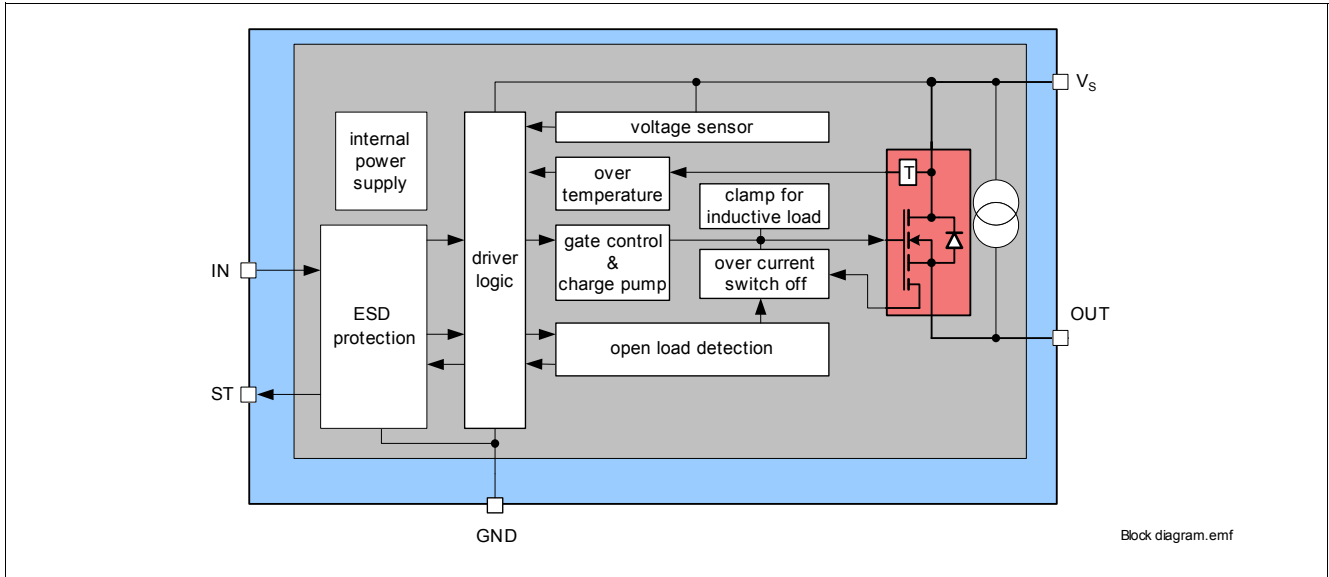 V_S
voltage sensor
internal
power
supply
T
over
temperature
clamp for
inductive load
IN
driver
logic
gate control
&
charge pump
over current
switch off
ESD
protection
OUT
open load detection
ST
GND
Block diagram.emf